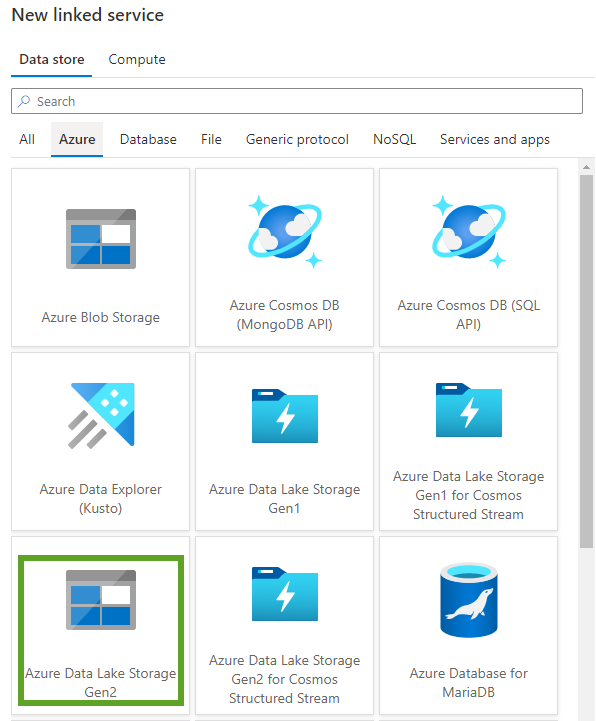 New linked service
Data store
Compute
Search
All
Azure
Database
File
Generic protocol
NoSQL
Services and apps
Azure Blob Storage
Azure Cosmos DB
(MongoDB API)
Azure Cosmos DB (SQL
API)
Azure Data Explorer
(Kusto)
Azure Data Lake Storage
Gen1
Azure Data Lake Storage
Gen1 for Cosmos
Structured Stream
Azure Data Lake Storage
Gen2
Azure Data Lake Storage
Gen2 for Cosmos
Structured Stream
Azure Database for
MariaDB